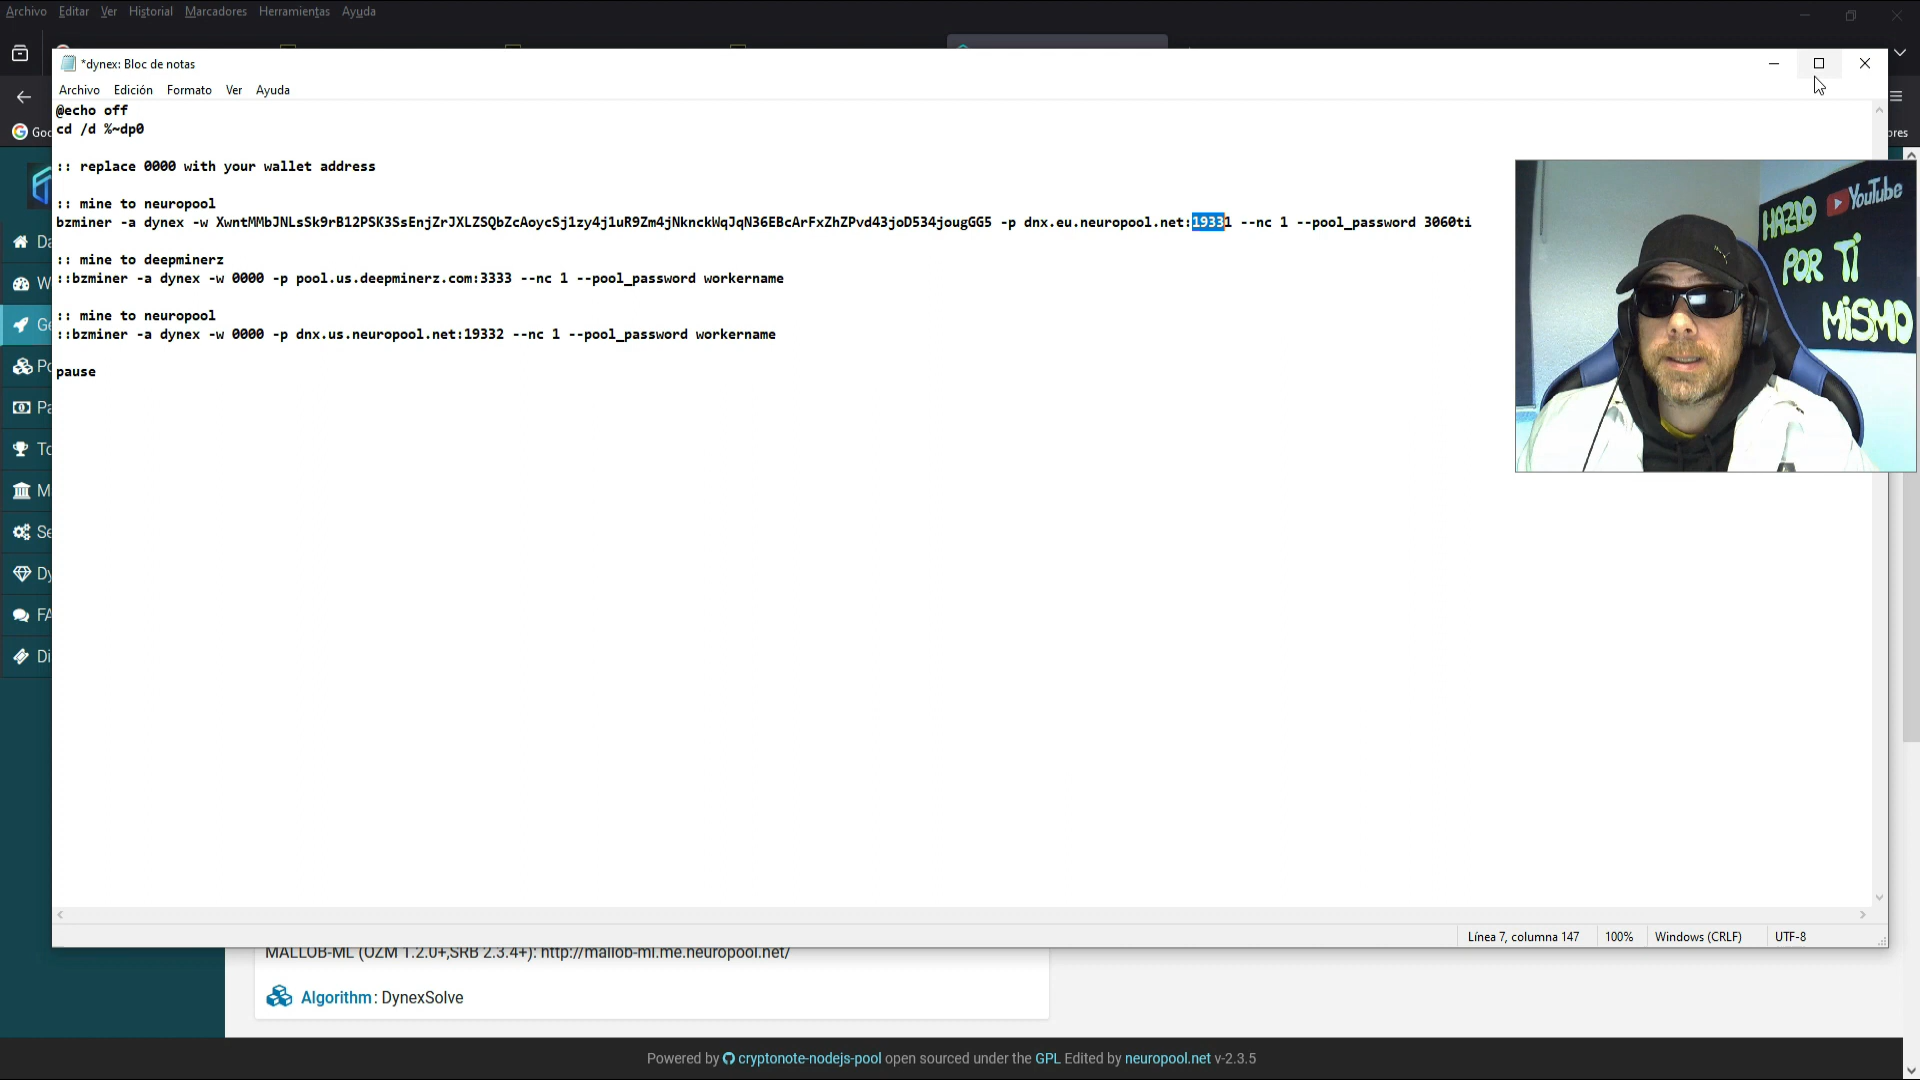 Archivo Editar Ver Historial Marcadores Herramientas Ayuda
*dynex: Bloc de notas
Archivo Edición Formato Ver Ayuda
@echo off
cd /d %~dp0
:: replace 0000 with your wallet address
:: mine to neuropool
bzminer -a dynex -w XwntMMbJNLsSk9rB12PSK3SsEnjZrJXLZSQbZcAoycSj1zy4j1uR9Zm4jNknckWqJqN36EBcArFxZhZPvd43joD534jougGG5 -p dnx.eu.neuropool.net:19331 --nc 1 --pool_password 3060ti
:: mine to deepminerz
::bzminer -a dynex -w 0000 -p pool.us.deepminerz.com:3333 --nc 1 --pool_password workername
:: mine to neuropool
::bzminer -a dynex -w 0000 -p dnx.us.neuropool.net:19332 --nc 1 --pool_password workername
pause
YouTube
HAZLO
POR TI
MiSMO
Línea 7, columna 147 100% Windows (CRLF) UTF-8
MALLOB-ML (OZM 1.2.0+,SRB 2.3.4+): http://mallob-ml.me.neuropool.net/
Algorithm: DynexSolve
Powered by cryptonote-nodejs-pool open sourced under the GPL Edited by neuropool.net v-2.3.5